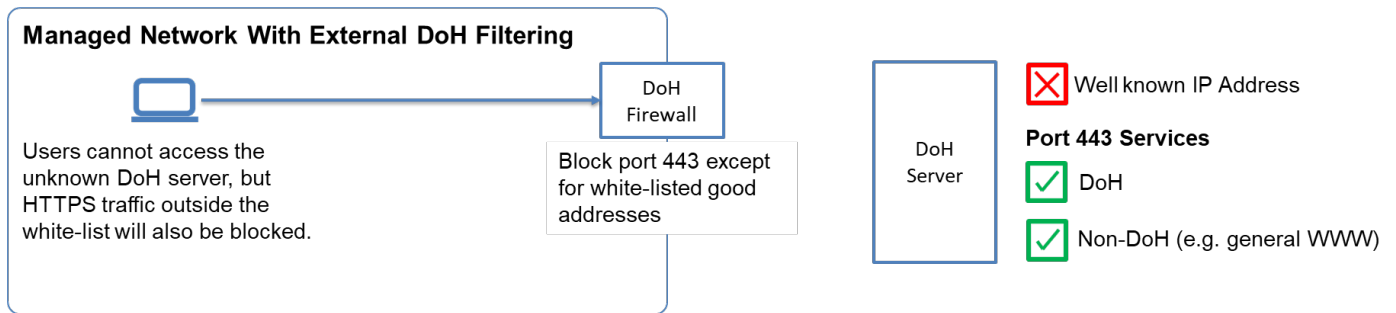 Managed Network With External DoH Filtering
DoH
Firewall
Users cannot access the
unknown DoH server, but
HTTPS traffic outside the
white-list will also be blocked.
Block port 443 except
for white-listed good
addresses
DoH
Server
Well known IP Address
Port 443 Services
DoH
Non-DoH (e.g. general WWW)